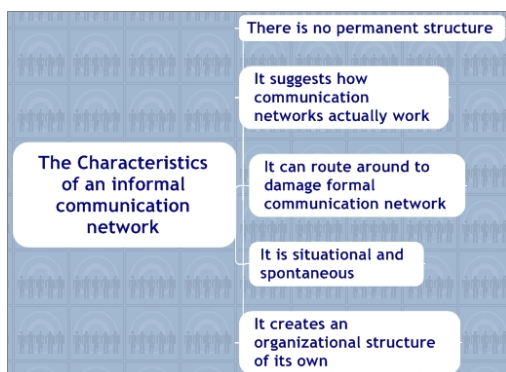 There is no permanent structure
It suggests how
communication
networks actually work
The Characteristics
of an informal
communication
network
It can route around to
damage formal
communication network
It is situational and
spontaneous
It creates an
organizational structure
of its own